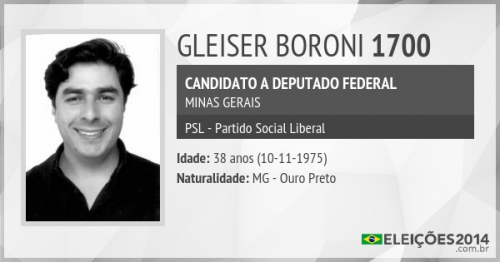 GLEISER BORONI 1700
CANDIDATO A DEPUTADO FEDERAL
MINAS GERAIS
PSL - Partido Social Liberal
Idade: 38 anos (10-11-1975)
Naturalidade: MG - Ouro Preto
ELEIÇÕES2014
.com.br